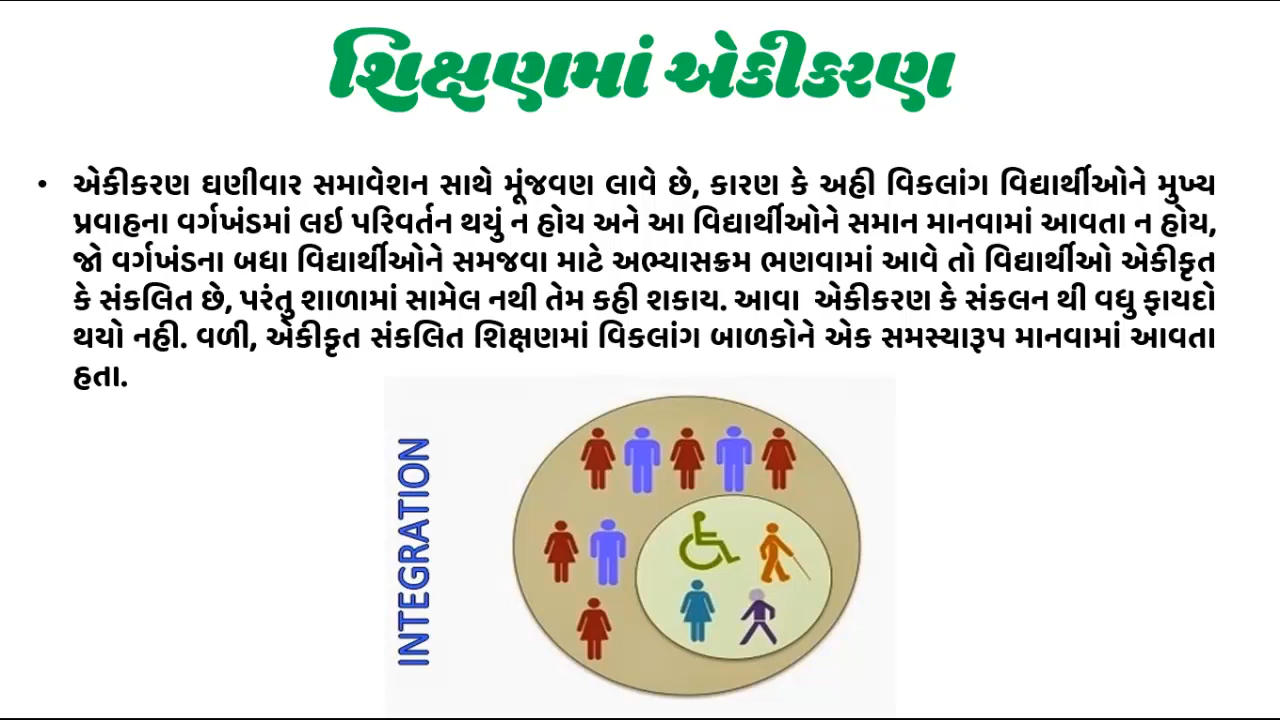 શિક્ષણમાં એકીકરણ
• એકીકરણ ઘણીવાર સમાવેશન સાથે મૂંજવણ લાવે છે, કારણ કે અહી વિકલાંગ વિદ્યાર્થીઓને મુખ્ય
પ્રવાહના વર્ગખંડમાં લઇ પરિવર્તન થયું ન હોય અને આ વિદ્યાર્થીઓને સમાન માનવામાં આવતા ન હોય,
જો વર્ગખંડના બધા વિદ્યાર્થીઓને સમજવા માટે અભ્યાસક્રમ ભણવામાં આવે તો વિદ્યાર્થીઓ એકીકૃત
કે સંકલિત છે, પરંતુ શાળામાં સામેલ નથી તેમ કહી શકાય. આવા એકીકરણ કે સંકલન થી વધુ ફાયદો
થયો નહી. વળી, એકીકૃત સંકલિત શિક્ષણમાં વિકલાંગ બાળકોને એક સમસ્યારૂપ માનવામાં આવતા
હતા.
INTEGRATION